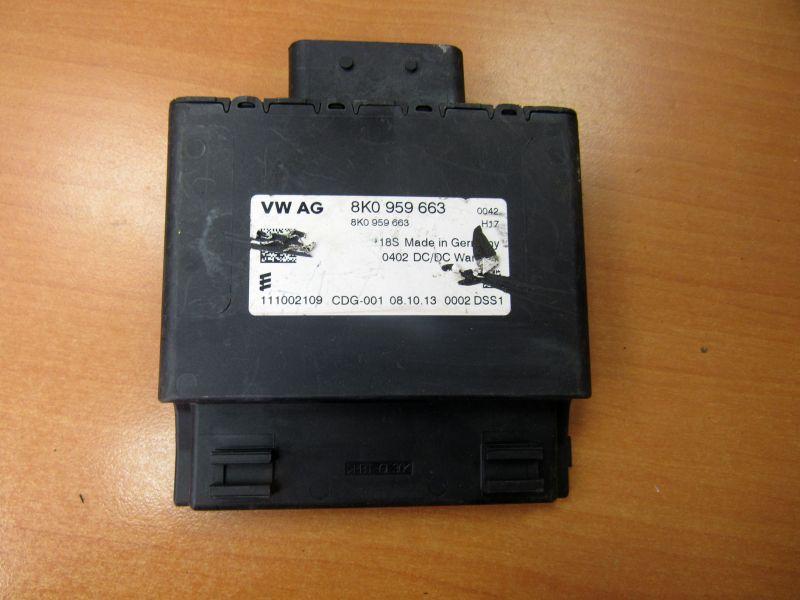 VW AG 8K0 959 663 0042
8K0 959 663 H17
18S Made in Germany
0402 DC/DC
111002109 CDG-001 08.10.13 0002 DSS1